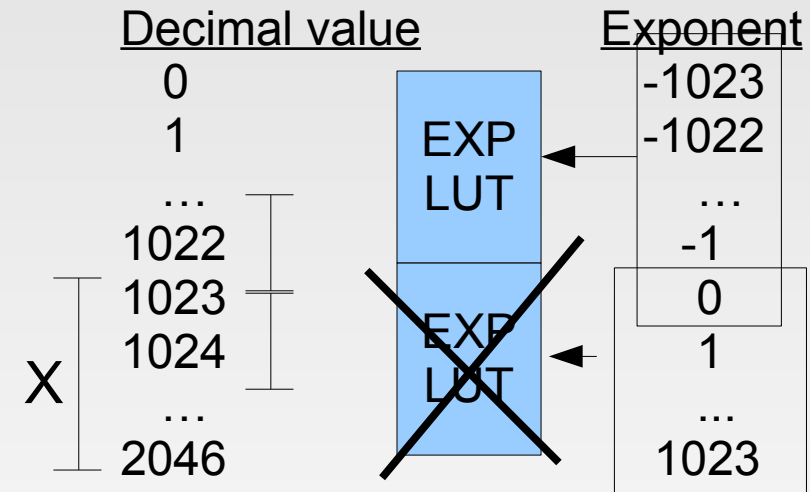 Decimal value
0
1
…
1022
1023
1024
…
2046
X
EXP
LUT
EXP
LUT
Exponent
-1023
-1022
…
-1
0
1
...
1023